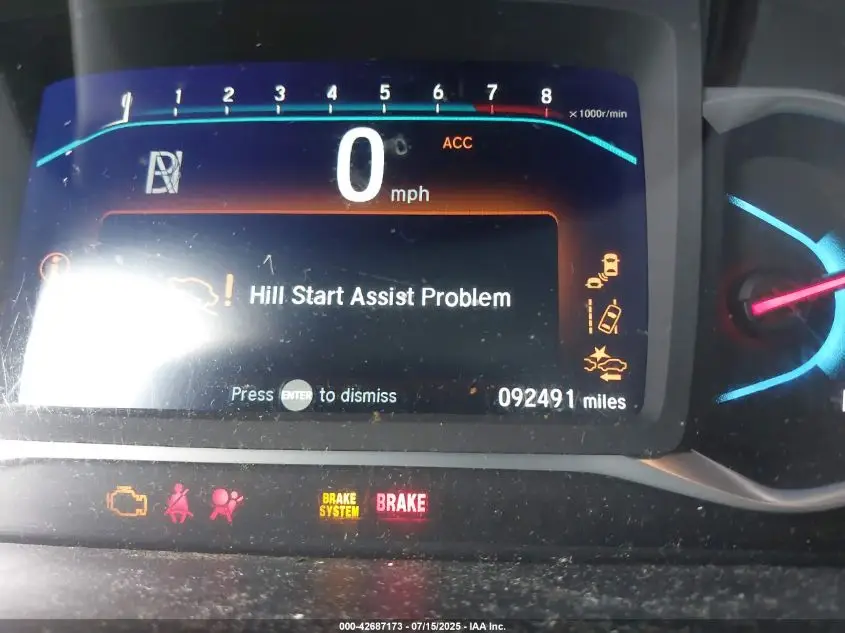 1 2 3 4 5 6 7 8 x1000r/min
0 mph
ACC
! Hill Start Assist Problem
Press ENTER to dismiss
092491 miles
BRAKE SYSTEM
BRAKE
000-42687173 - 07/15/2025 - IAA Inc.